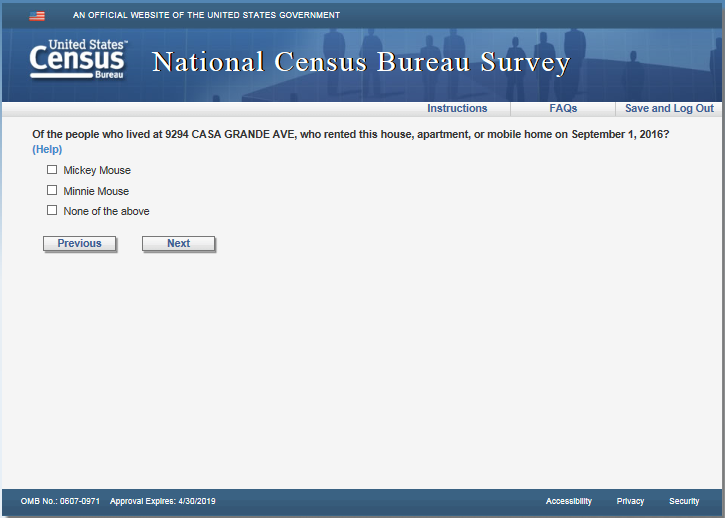 AN OFFICIAL WEBSITE OF THE UNITED STATES GOVERNMENT
United States™
Census
Bureau
National Census Bureau Survey
Instructions FAQs Save and Log Out
Of the people who lived at 9294 CASA GRANDE AVE, who rented this house, apartment, or mobile home on September 1, 2016?
(Help)
Mickey Mouse
Minnie Mouse
None of the above
Previous Next
OMB No.: 0607-0971 Approval Expires: 4/30/2019 Accessibility Privacy Security